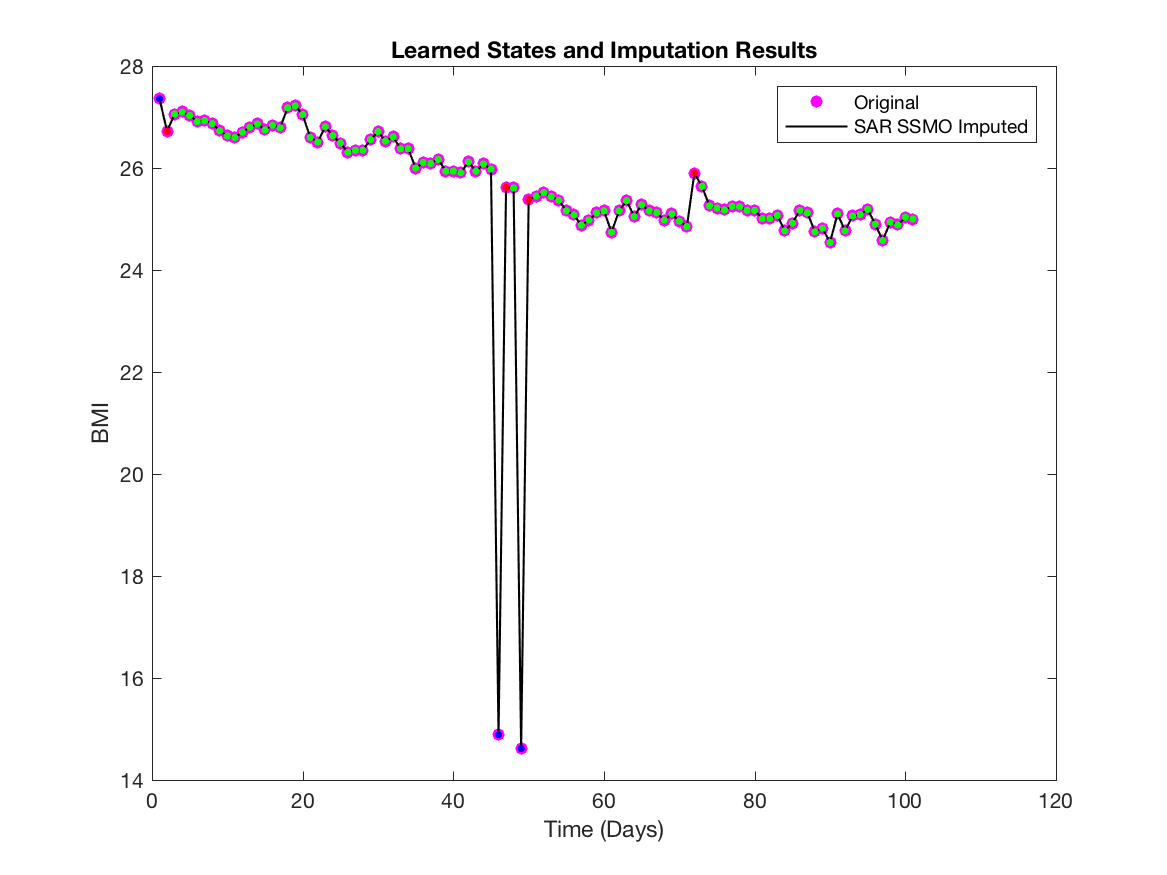 Learned States and Imputation Results
28
26
24
22
20
18
16
14
BMI
Original
SAR SSMO Imputed
0 20 40 60 80 100 120
Time (Days)